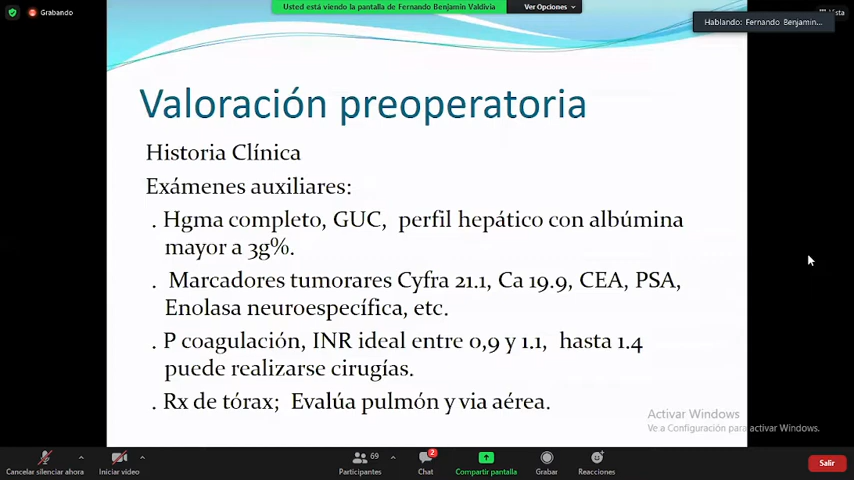 Grabando
Usted está viendo la pantalla de Fernando Benjamin Valdivia
Ver Opciones
Vista
Hablando: Fernando Benjamin...
Valoración preoperatoria
Historia Clínica
Exámenes auxiliares:
. Hgma completo, GUC, perfil hepático con albúmina
mayor a 3g%.
. Marcadores tumorares Cyfra 21.1, Ca 19.9, CEA, PSA,
Enolasa neuroespecífica, etc.
. P coagulación, INR ideal entre 0,9 y 1.1, hasta 1.4
puede realizarse cirugías.
. Rx de tórax; Evalúa pulmón y via aérea.
Activar Windows
Ve a Configuración para activar Windows.
Cancelar silenciar ahora
Iniciar video
69
Participantes
2
Chat
Compartir pantalla
Grabar
Reacciones
Salir